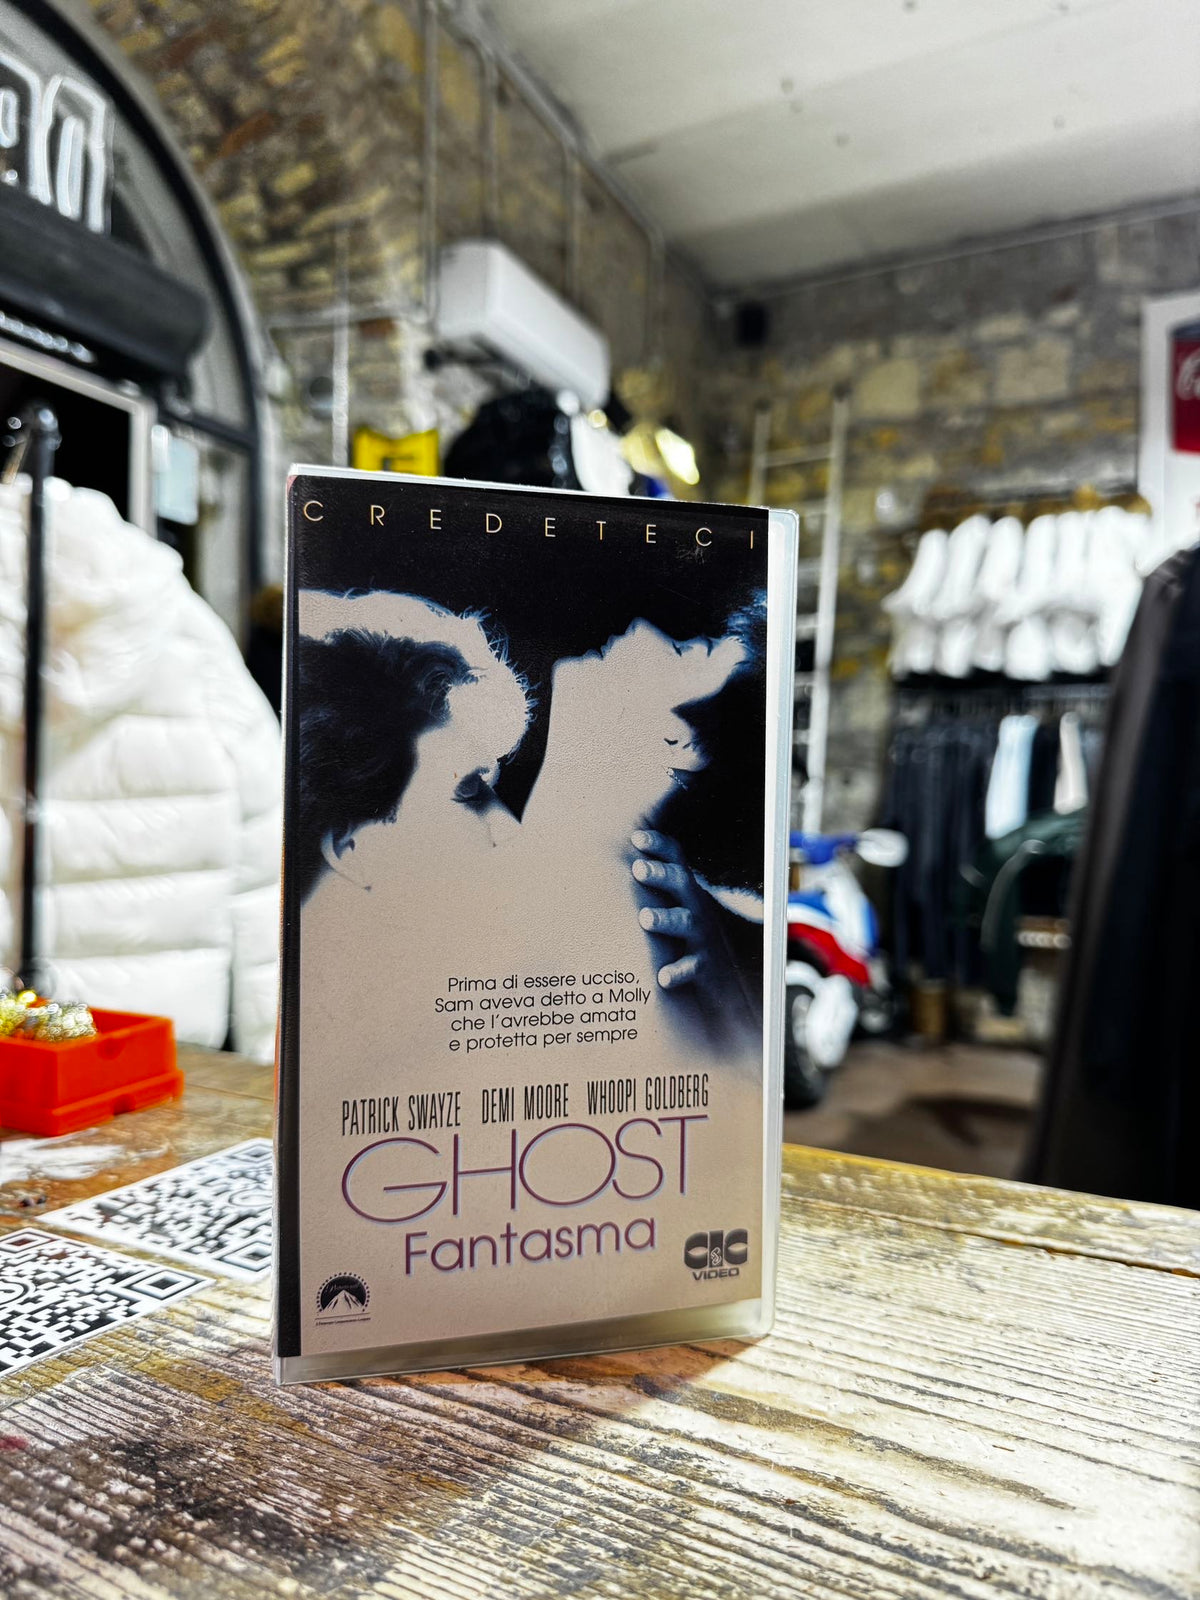 CREDETECI
Prima di essere ucciso,
Sam aveva detto a Molly
che l'avrebbe amata
e protetta per sempre
PATRICK SWAYZE DEMI MOORE WHOOPI GOLDBERG
GHOST
Fantasma
CIC
VIDEO
Paramount